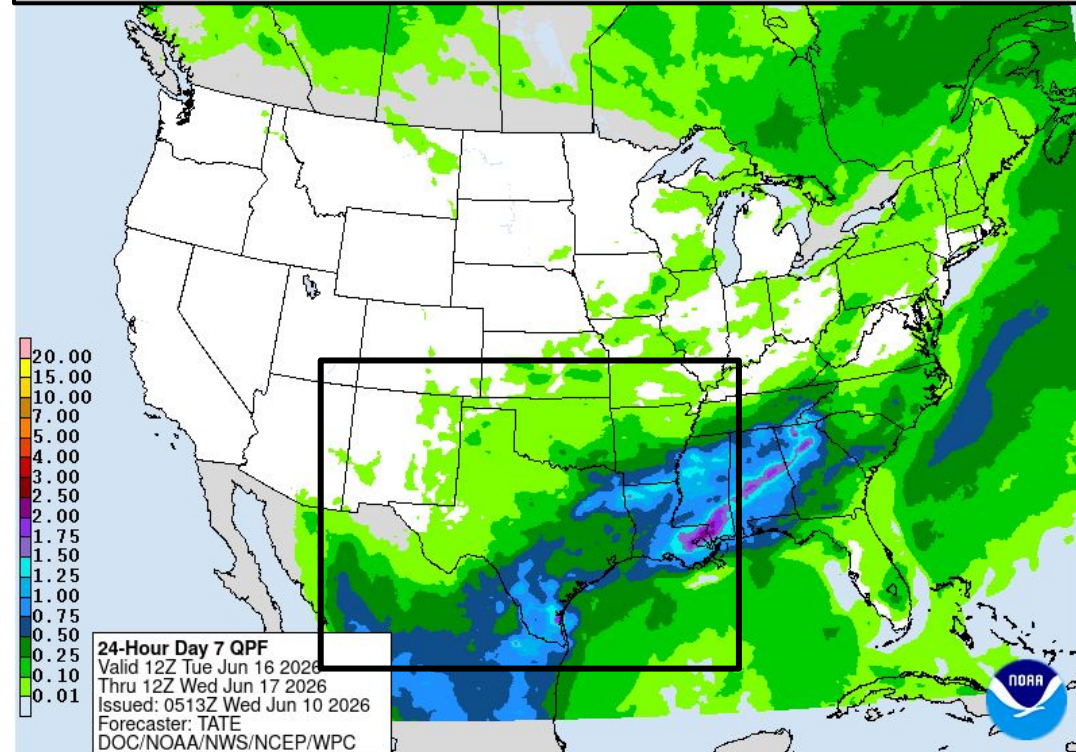 20.00
15.00
10.00
7.00
5.00
4.00
3.00
2.50
2.00
1.75
1.50
1.25
1.00
0.75
0.50
0.25
0.10
0.01
24-Hour Day 7 QPF
Valid 12Z Tue Jun 16 2026
Thru 12Z Wed Jun 17 2026
Issued: 0513Z Wed Jun 10 2026
Forecaster: TATE
DOC/NOAA/NWS/NCEP/WPC
NOAA